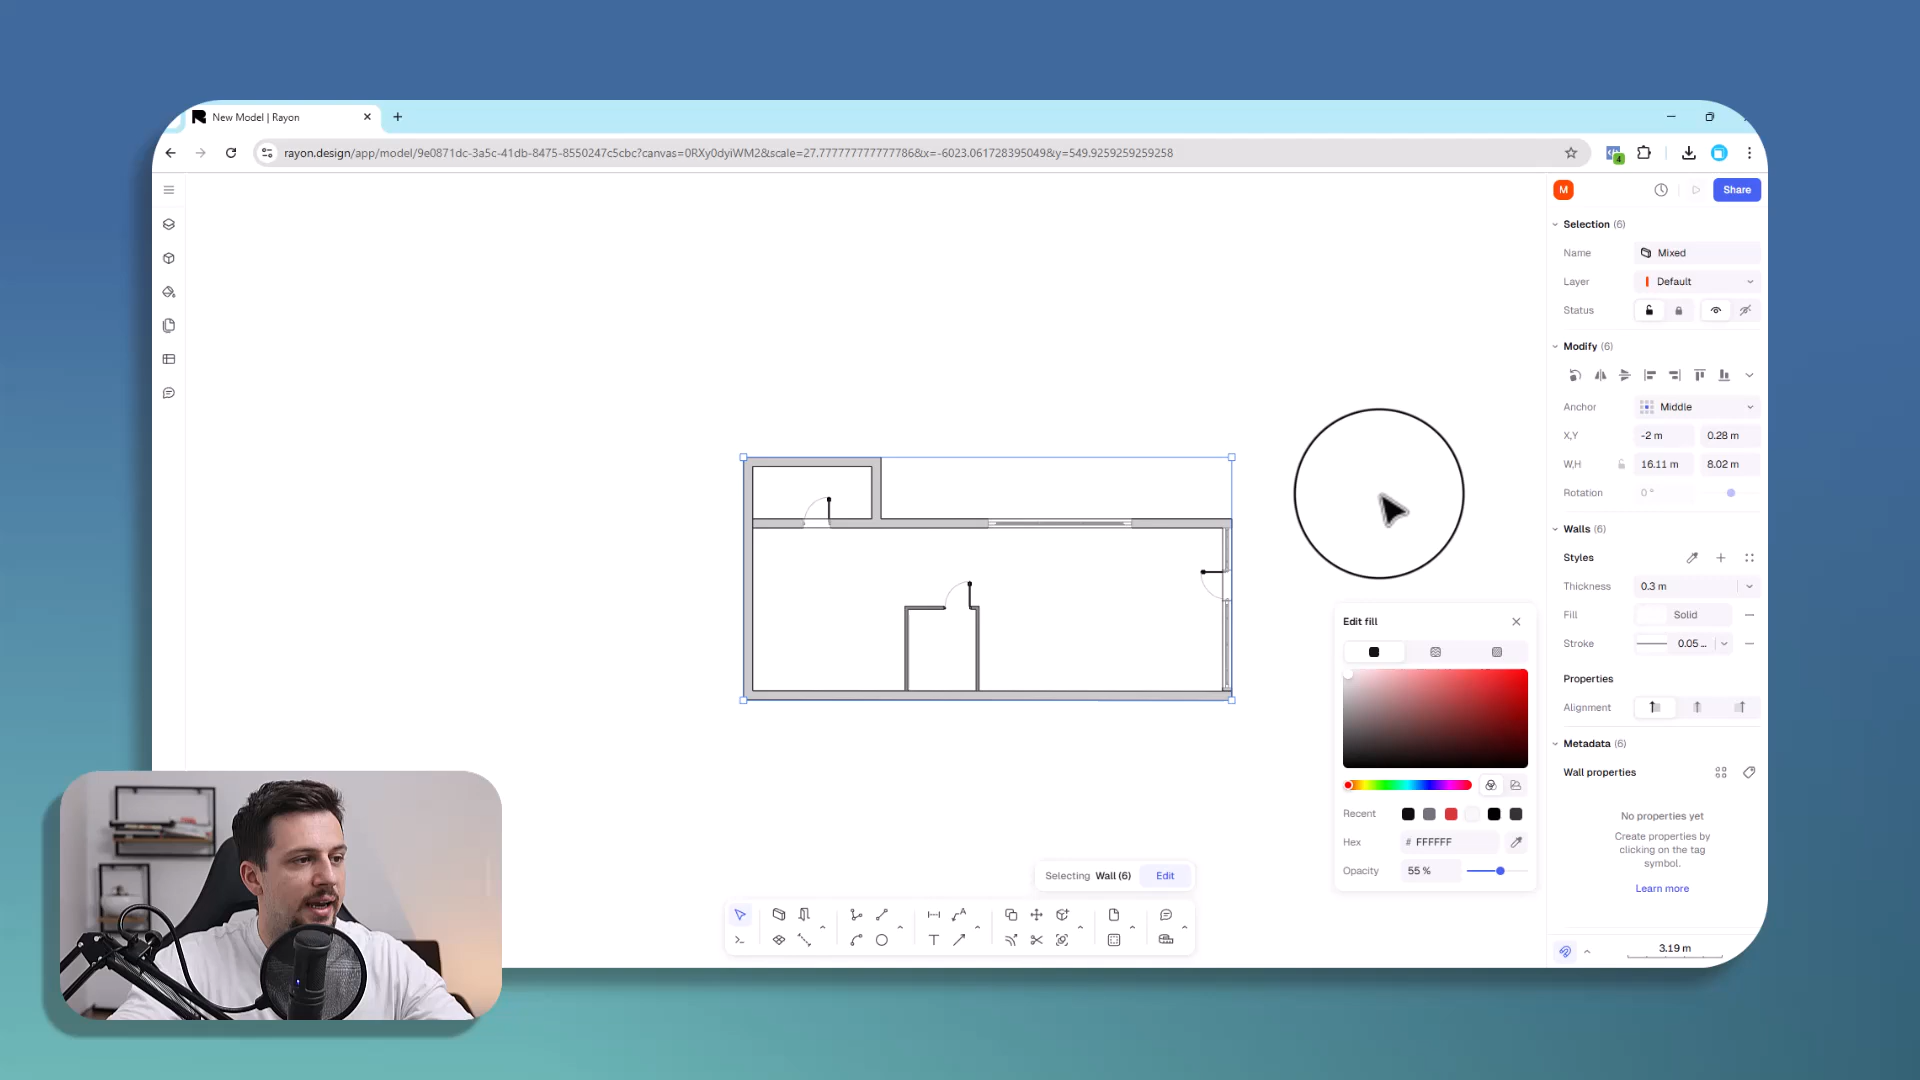 New Model | Rayon
rayon.design/app/model/9e0871dc-3a5c-41db-8475-8550247c5cbc?canvas=0RXy0dyiWM2&scale=27.777777777777786&x=-6023.061728395049&y=549.9259259259258
4
M
Share
Selection (6)
Name Mixed
Layer Default
Status
Modify (6)
Anchor Middle
X,Y -2 m 0.28 m
W,H 16.11 m 8.02 m
Rotation 0 °
Walls (6)
Styles
Thickness 0.3 m
Fill Solid
Stroke 0.05 ...
Properties
Alignment
Metadata (6)
Wall properties
No properties yet
Create properties by
clicking on the tag
symbol.
Learn more
3.19 m
Edit fill
Recent
Hex # FFFFFF
Opacity 55 %
Selecting Wall (6) Edit